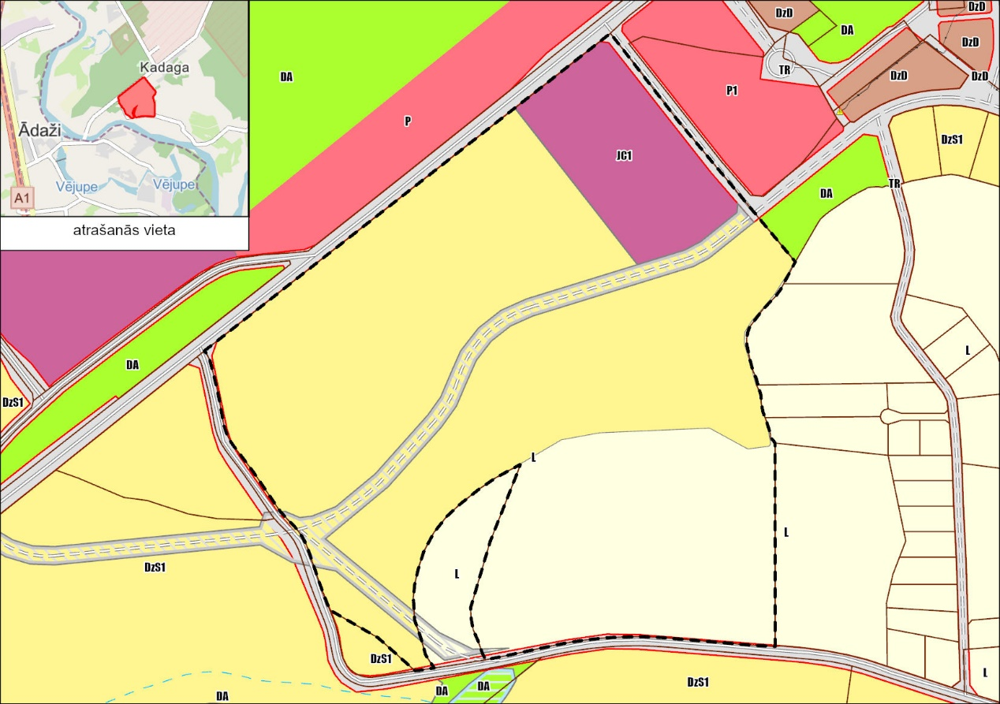 Kadaga
Ādaži
Vējupe
Vējupe
A1
atrašanās vieta
DA
P
P1
JC1
DzD
DA
DzD
DzD
DzD
DzD
TR
DzS1
TR
DA
L
DA
DzS1
L
L
L
DzS1
DzS1
DA
DA
DA
DzS1
L